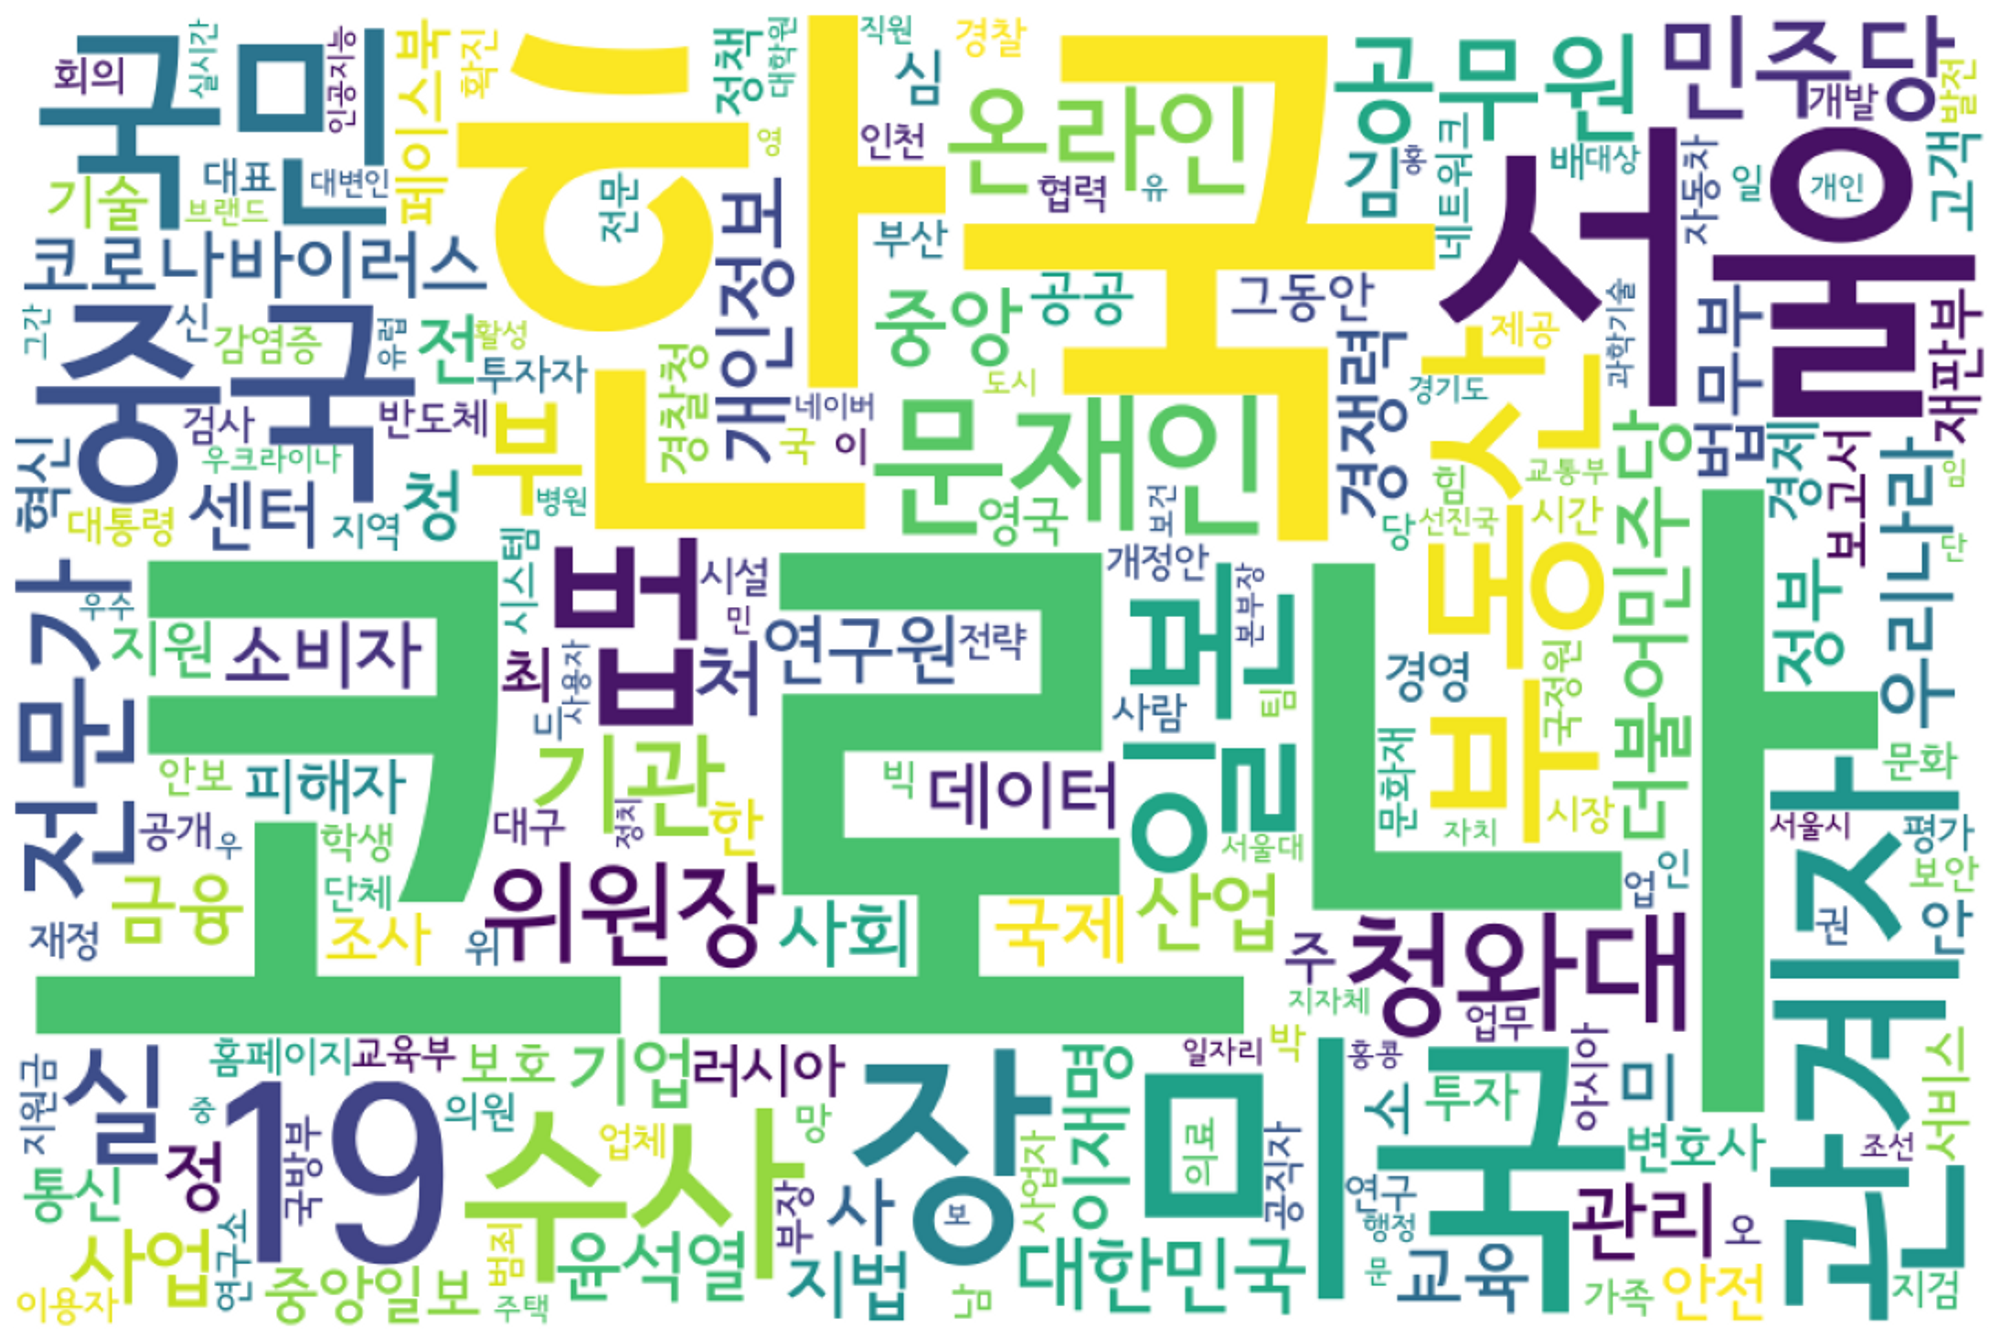 국민
회의
실시간
인공지능
페이스북
확진
한국
정책
대학원
직원
경찰
심
공무원
민주당
개발
발전
기술
대표
대변인
브랜드
전문
요
인천
온라인
협력
유
김
홍
네트워크
배
대상
자동차
일
개인
고객
서울
코로나바이러스
개인정보
부산
중앙
공공
그동안
그간
중국
신
감염증
유럽
전
활성
투자자
경찰청
도시
경쟁력
제공
과학기술
법무부
재판부
검사
반도체
부
네이버
국
이
문재인
경기도
부동산
혁신
우크라이나
센터
대통령
지역
청
병원
영국
보건
당
힘
선진국
교통부
시간
더불어민주당
경제
보고서
우리나라
임
단
전문가
우수
지원
소비자
시스템
법
시설
민
개정안
본부장
일본
코로나
최
사용자
처
연구원
전략
사람
팀
경영
국정원
정부
드
안보
피해자
기관
정치
한
빅
데이터
문화재
시장
자치
문화
공개
우
학생
대구
서울대
서울시
평가
관계자
금융
단체
위원장
사회
국제
산업
업
인
보안
재정
조사
위
주
청와대
권
안
지자체
업무
지원금
실
홈페이지
교육부
보호
기업
러시아
장
이재명
일자리
박
홍콩
아시아
미
서비스
중
19
의원
업체
망
미국
의료
소
투자
변호사
조선
통신
정
국방부
수사
사업자
공직자
연구
관리
오
사업
연구소
범죄
윤석열
부장
사
보
행정
이용자
중앙일보
주택
지법
남
대한민국
문
교육
가족
안전
지검